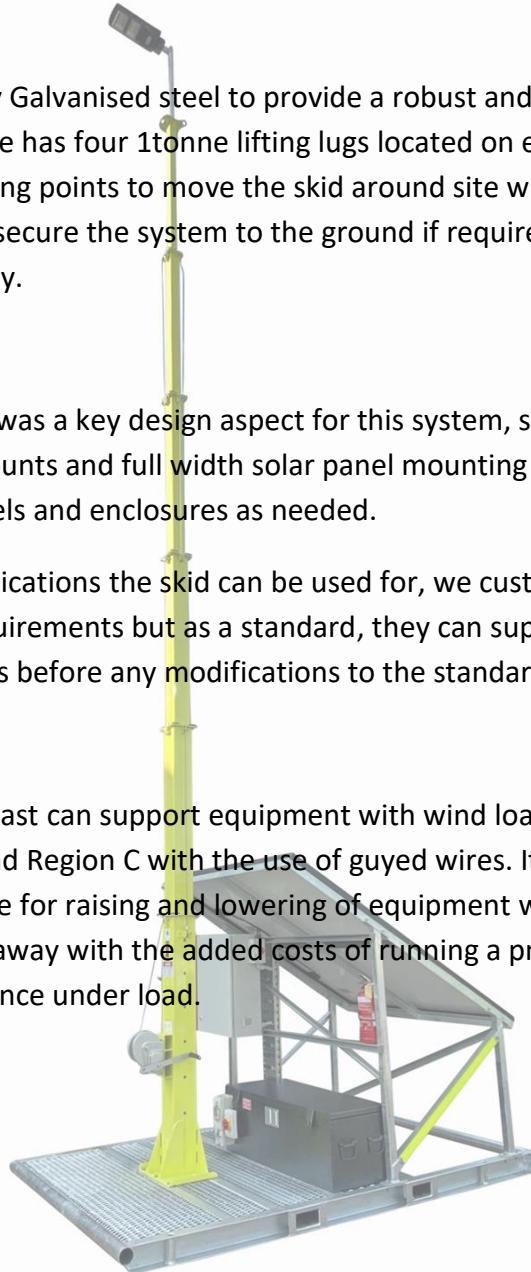 Galvanised steel to provide a robust and
e has four 1tonne lifting lugs located on e
ng points to move the skid around site w
secure the system to the ground if require
y.
was a key design aspect for this system, s
unts and full width solar panel mounting
els and enclosures as needed.
ications the skid can be used for, we cust
uirements but as a standard, they can sup
s before any modifications to the standar
ast can support equipment with wind loa
nd Region C with the use of guyed wires. I
e for raising and lowering of equipment w
away with the added costs of running a pr
nce under load.